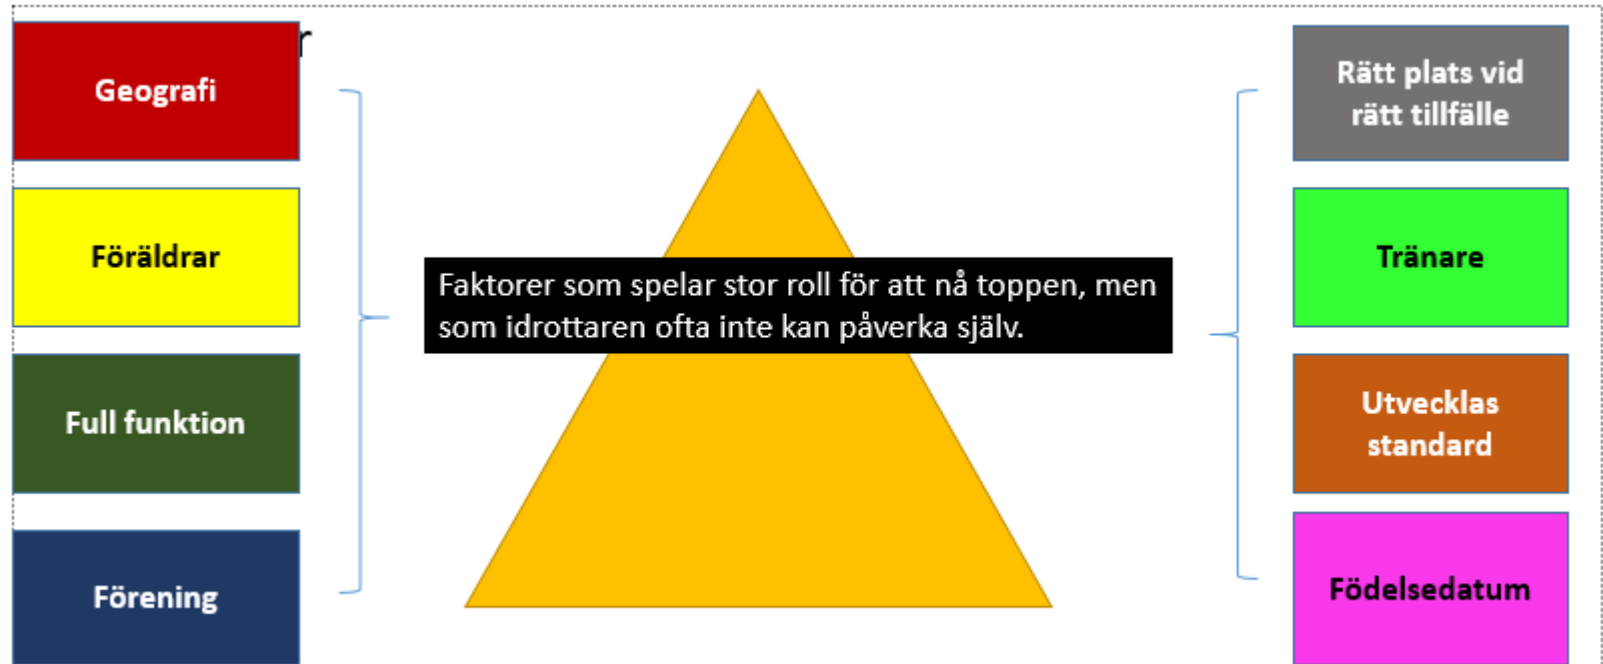 Geografi
Föräldrar
Full funktion
Förening
Faktorer som spelar stor roll för att nå toppen, men
som idrottaren ofta inte kan påverka själv.
Rätt plats vid
rätt tillfälle
Tränare
Utvecklas
standard
Födelsedatum